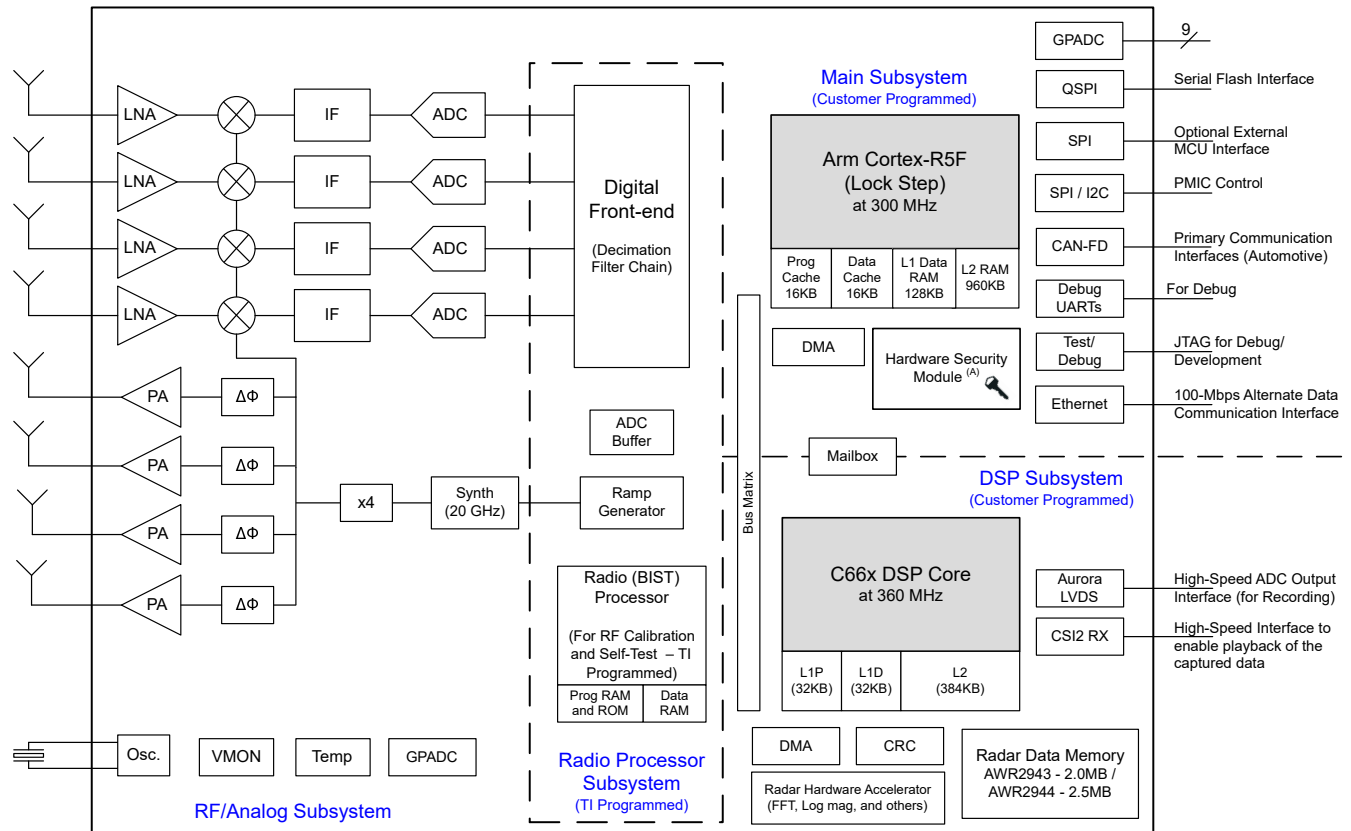 GPADC
9
QSPI
Serial Flash Interface
SPI
Optional External
MCU Interface
SPI / I2C
PMIC Control
CAN-FD
Primary Communication
Interfaces (Automotive)
Debug
UARTs
For Debug
Test/
Debug
JTAG for Debug/
Development
Ethernet
100-Mbps Alternate Data
Communication Interface
LNA
IF
ADC
LNA
IF
ADC
LNA
IF
ADC
LNA
IF
ADC
PA
ΔΦ
PA
ΔΦ
PA
ΔΦ
PA
ΔΦ
x4
Synth
(20 GHz)
Digital
Front-end
(Decimation
Filter Chain)
ADC
Buffer
Ramp
Generator
Radio (BIST)
Processor
(For RF Calibration
and Self-Test – TI
Programmed)
Prog RAM
and ROM
Data
RAM
Radio Processor
Subsystem
(TI Programmed)
Osc.
VMON
Temp
GPADC
RF/Analog Subsystem
Main Subsystem
(Customer Programmed)
Arm Cortex-R5F
(Lock Step)
at 300 MHz
Prog
Cache
16KB
Data
Cache
16KB
L1 Data
RAM
128KB
L2 RAM
960KB
DMA
Hardware Security
Module (A)
Mailbox
Bus Matrix
DSP Subsystem
(Customer Programmed)
C66x DSP Core
at 360 MHz
L1P
(32KB)
L1D
(32KB)
L2
(384KB)
Aurora
LVDS
High-Speed ADC Output
Interface (for Recording)
CSI2 RX
High-Speed Interface to
enable playback of the
captured data
DMA
CRC
Radar Hardware Accelerator
(FFT, Log mag, and others)
Radar Data Memory
AWR2943 - 2.0MB /
AWR2944 - 2.5MB